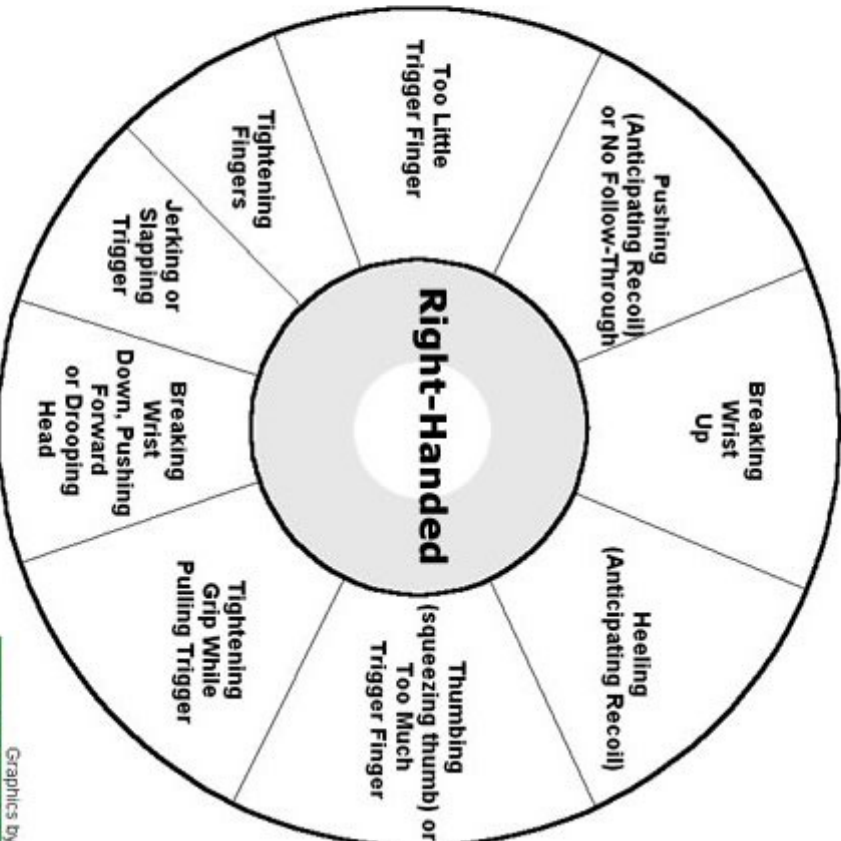 Breaking
Wrist
Up
Pushing
(Anticipating Recoil)
or No Follow-Through
Heeling
(Anticipating Recoil)
Too Little
Trigger Finger
Right-Handed
Thumbing
(squeezing thumb) or
Too Much
Trigger Finger
Tightening
Fingers
Tightening
Grip While
Pulling Trigger
Jerking or
Slapping
Trigger
Breaking
Wrist
Down, Pushing
Forward
or Drooping
Head
Graphics by